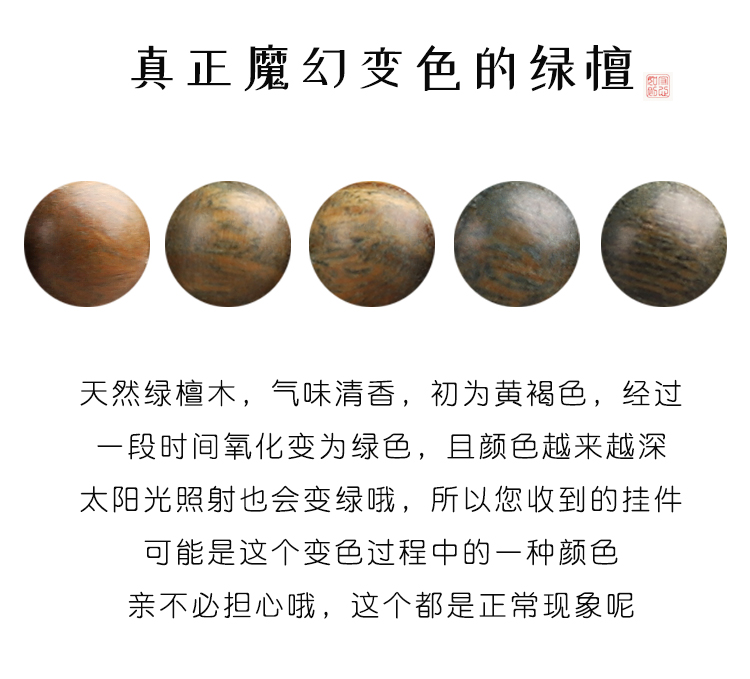 真正魔幻变色的绿檀
天然绿檀木，气味清香，初为黄褐色，经过
一段时间氧化变为绿色，且颜色越来越深
太阳光照射也会变绿哦，所以您收到的挂件
可能是这个变色过程中的一种颜色
亲不必担心哦，这个都是正常现象呢